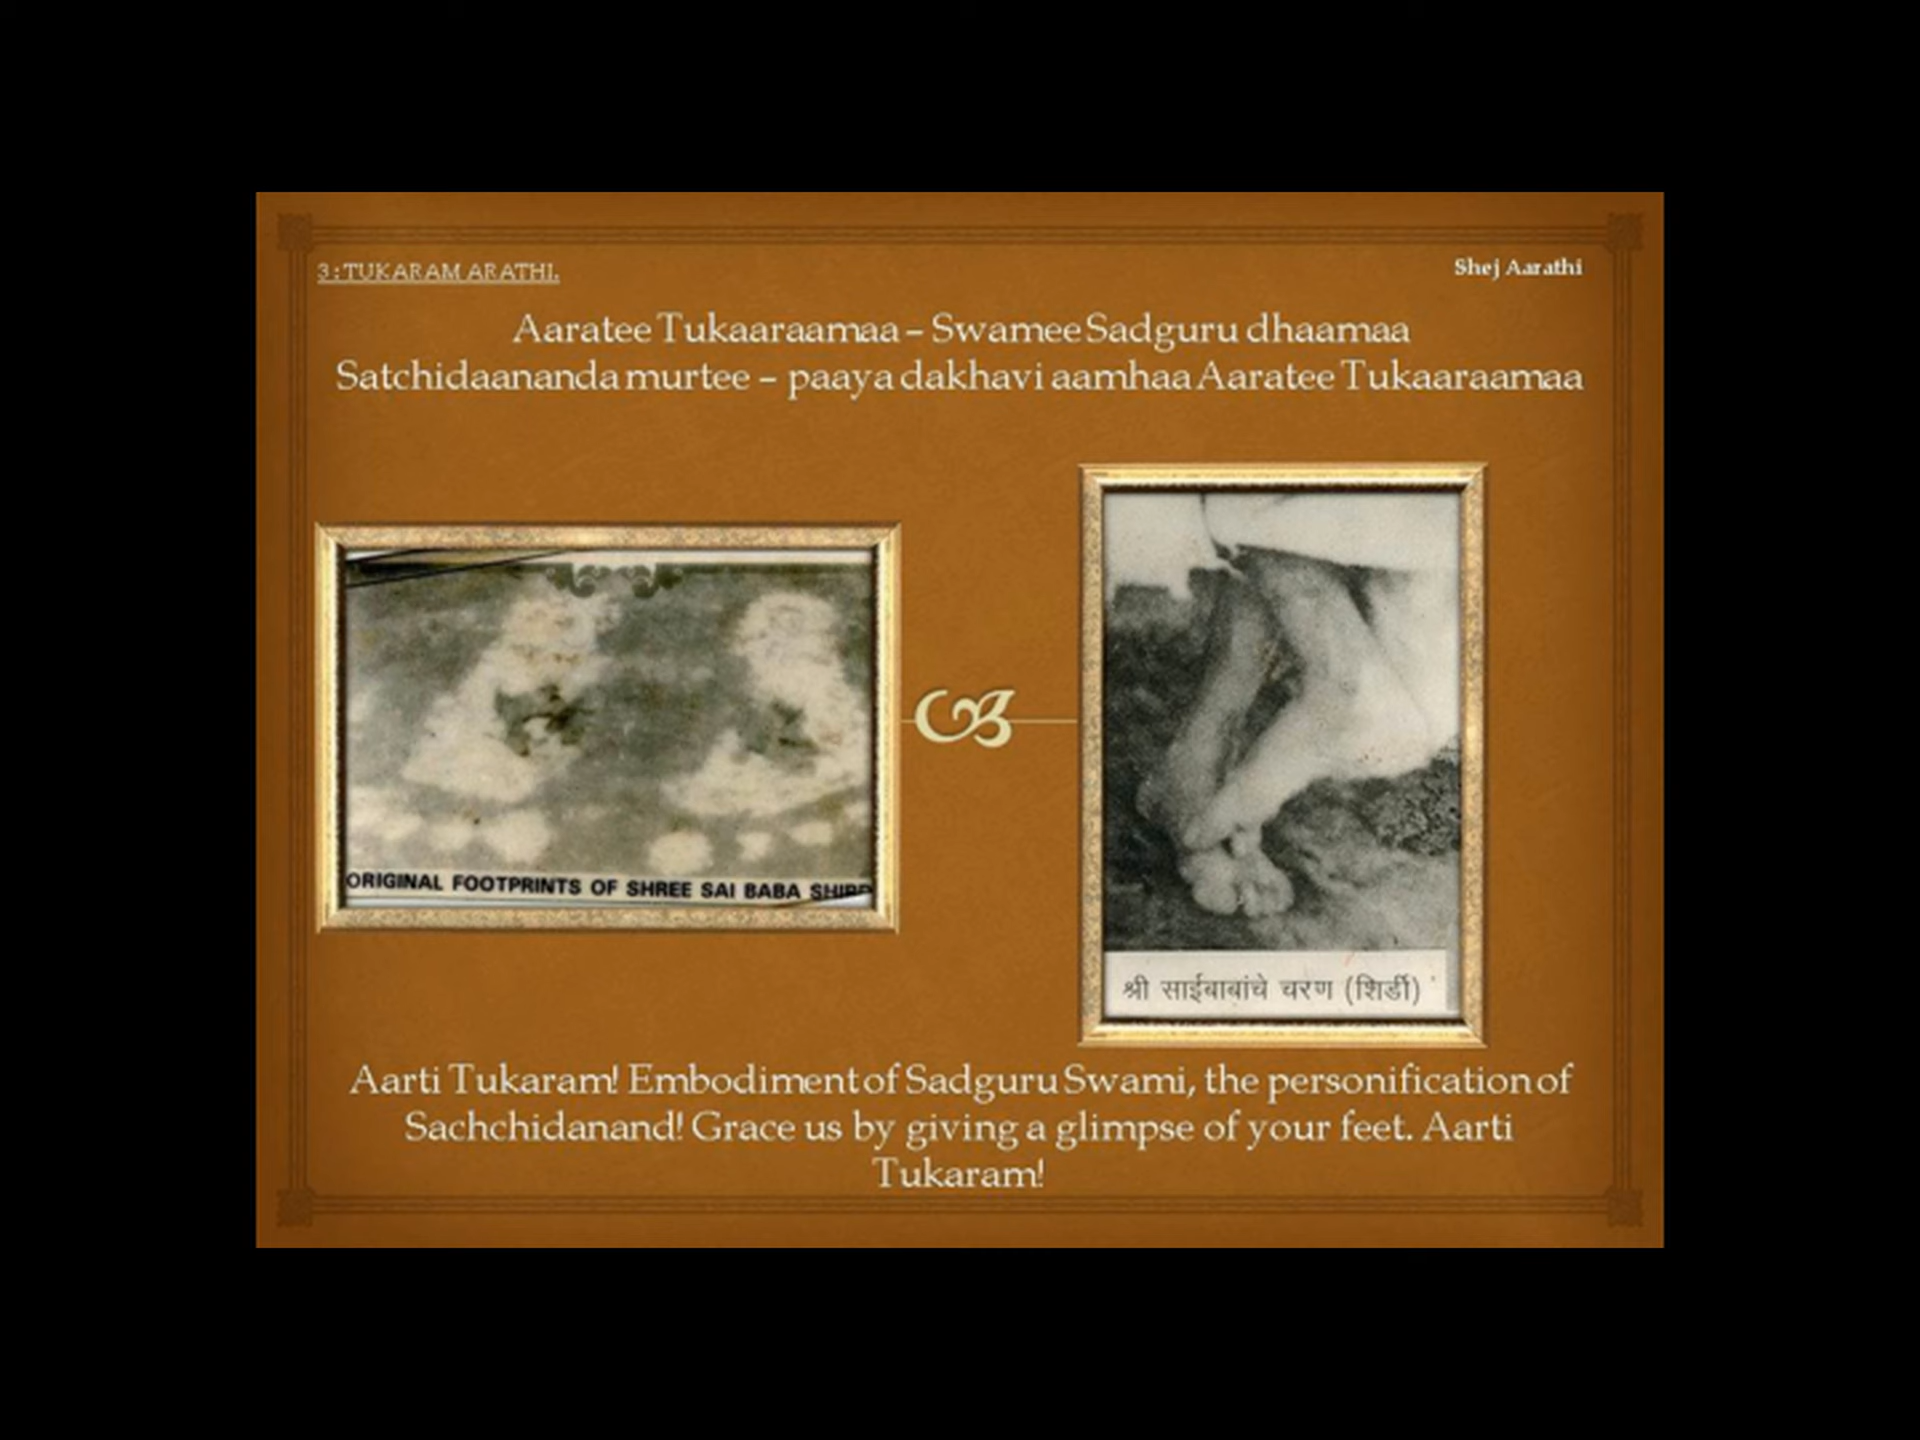 3: TUKARAM ARATHI.
Shej Aarathi
Aaratee Tukaaraamaa – Swamee Sadguru dhaamaa
Satchidaananda murtee – paaya dakhavi aamhaa Aaratee Tukaaraamaa
ORIGINAL FOOTPRINTS OF SHREE SAI BABA
श्री साईबाबांचे चरण (शिर्डी)
Aarti Tukaram! Embodiment of Sadguru Swami, the personification of
Sachchidanand! Grace us by giving a glimpse of your feet. Aarti
Tukaram!